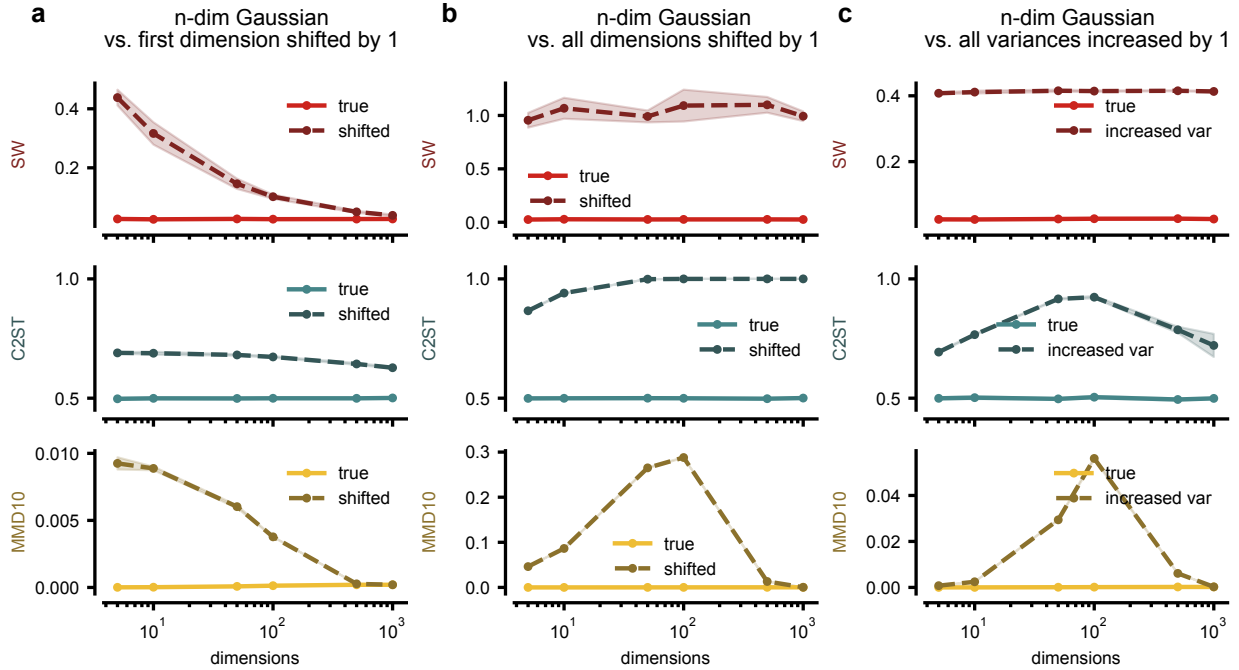 a
n-dim Gaussian
vs. first dimension shifted by 1
SW
0.4
0.2
true
shifted
10¹
10²
10³
C2ST
1.0
0.5
true
shifted
MMD10
0.010
0.005
0.000
true
shifted
10¹
10²
10³
dimensions
b
n-dim Gaussian
vs. all dimensions shifted by 1
SW
1.0
0.5
0.0
true
shifted
C2ST
1.0
0.5
true
shifted
MMD10
0.3
0.2
0.1
0.0
true
shifted
10¹
10²
10³
dimensions
c
n-dim Gaussian
vs. all variances increased by 1
SW
0.4
0.2
true
increased var
C2ST
1.0
0.5
true
increased var
MMD10
0.04
0.02
0.00
true
increased var
10¹
10²
10³
dimensions